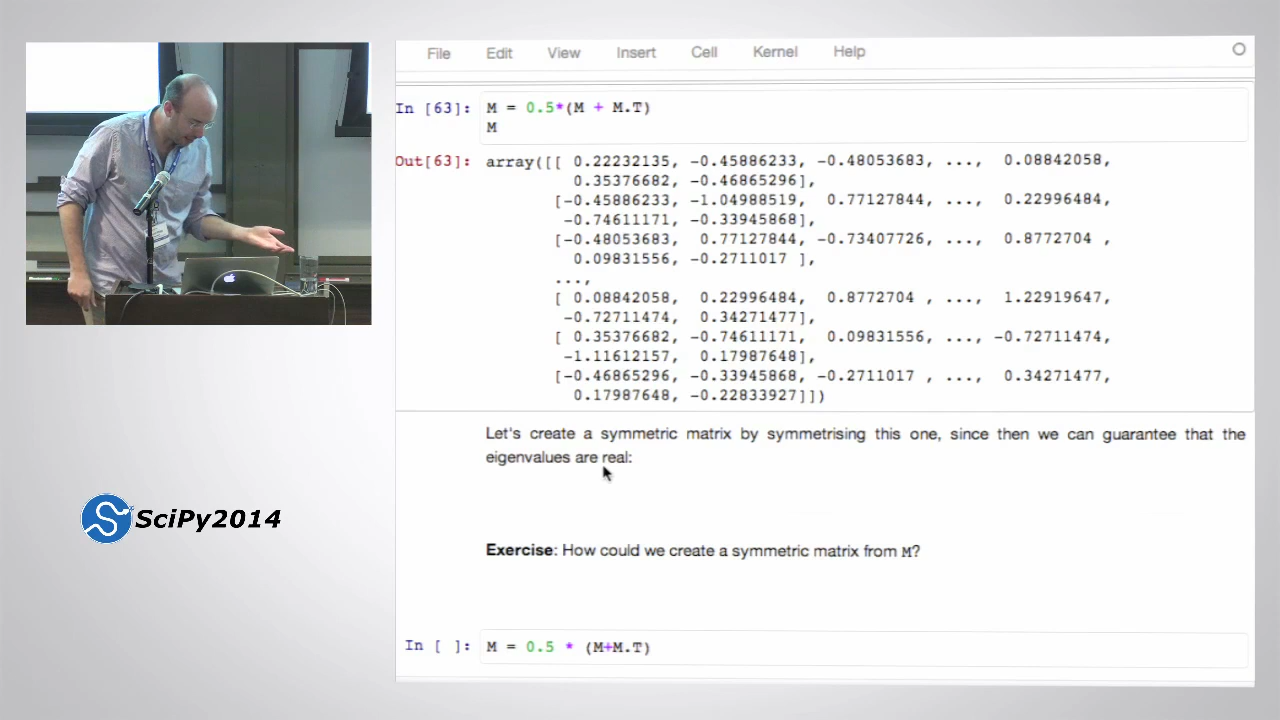 File Edit View Insert Cell Kernel Help
In [63]: M = 0.5*(M + M.T)
M
Out[63]: array([[ 0.22232135, -0.45886233, -0.48053683, ..., 0.08842058,
0.35376682, -0.46865296],
[-0.45886233, -1.04988519, 0.77127844, ..., 0.22996484,
-0.74611171, -0.33945868],
[-0.48053683, 0.77127844, -0.73407726, ..., 0.8772704 ,
0.09831556, -0.2711017 ],
...,
[ 0.08842058, 0.22996484, 0.8772704 , ..., 1.22919647,
-0.72711474, 0.34271477],
[ 0.35376682, -0.74611171, 0.09831556, ..., -0.72711474,
-1.11612157, 0.17987648],
[-0.46865296, -0.33945868, -0.2711017 , ..., 0.34271477,
0.17987648, -0.22833927]])
Let's create a symmetric matrix by symmetrising this one, since then we can guarantee that the
eigenvalues are real:
SciPy2014
Exercise: How could we create a symmetric matrix from M?
In [ ]: M = 0.5 * (M+M.T)